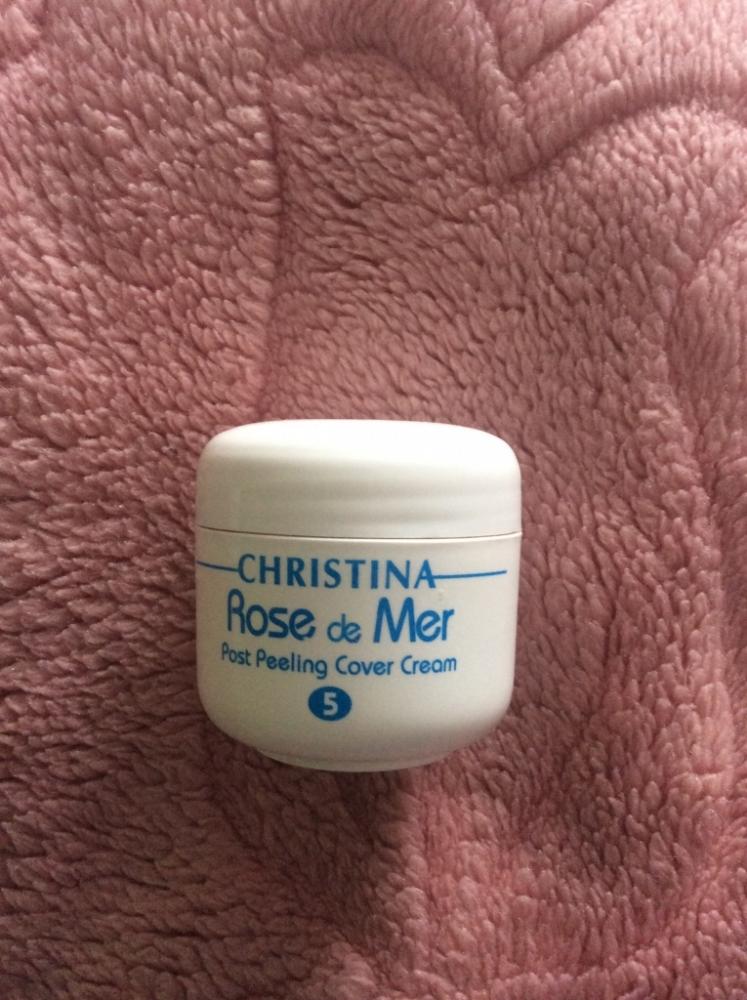 CHRISTINA
Rose de Mer
Post Peeling Cover Cream
5